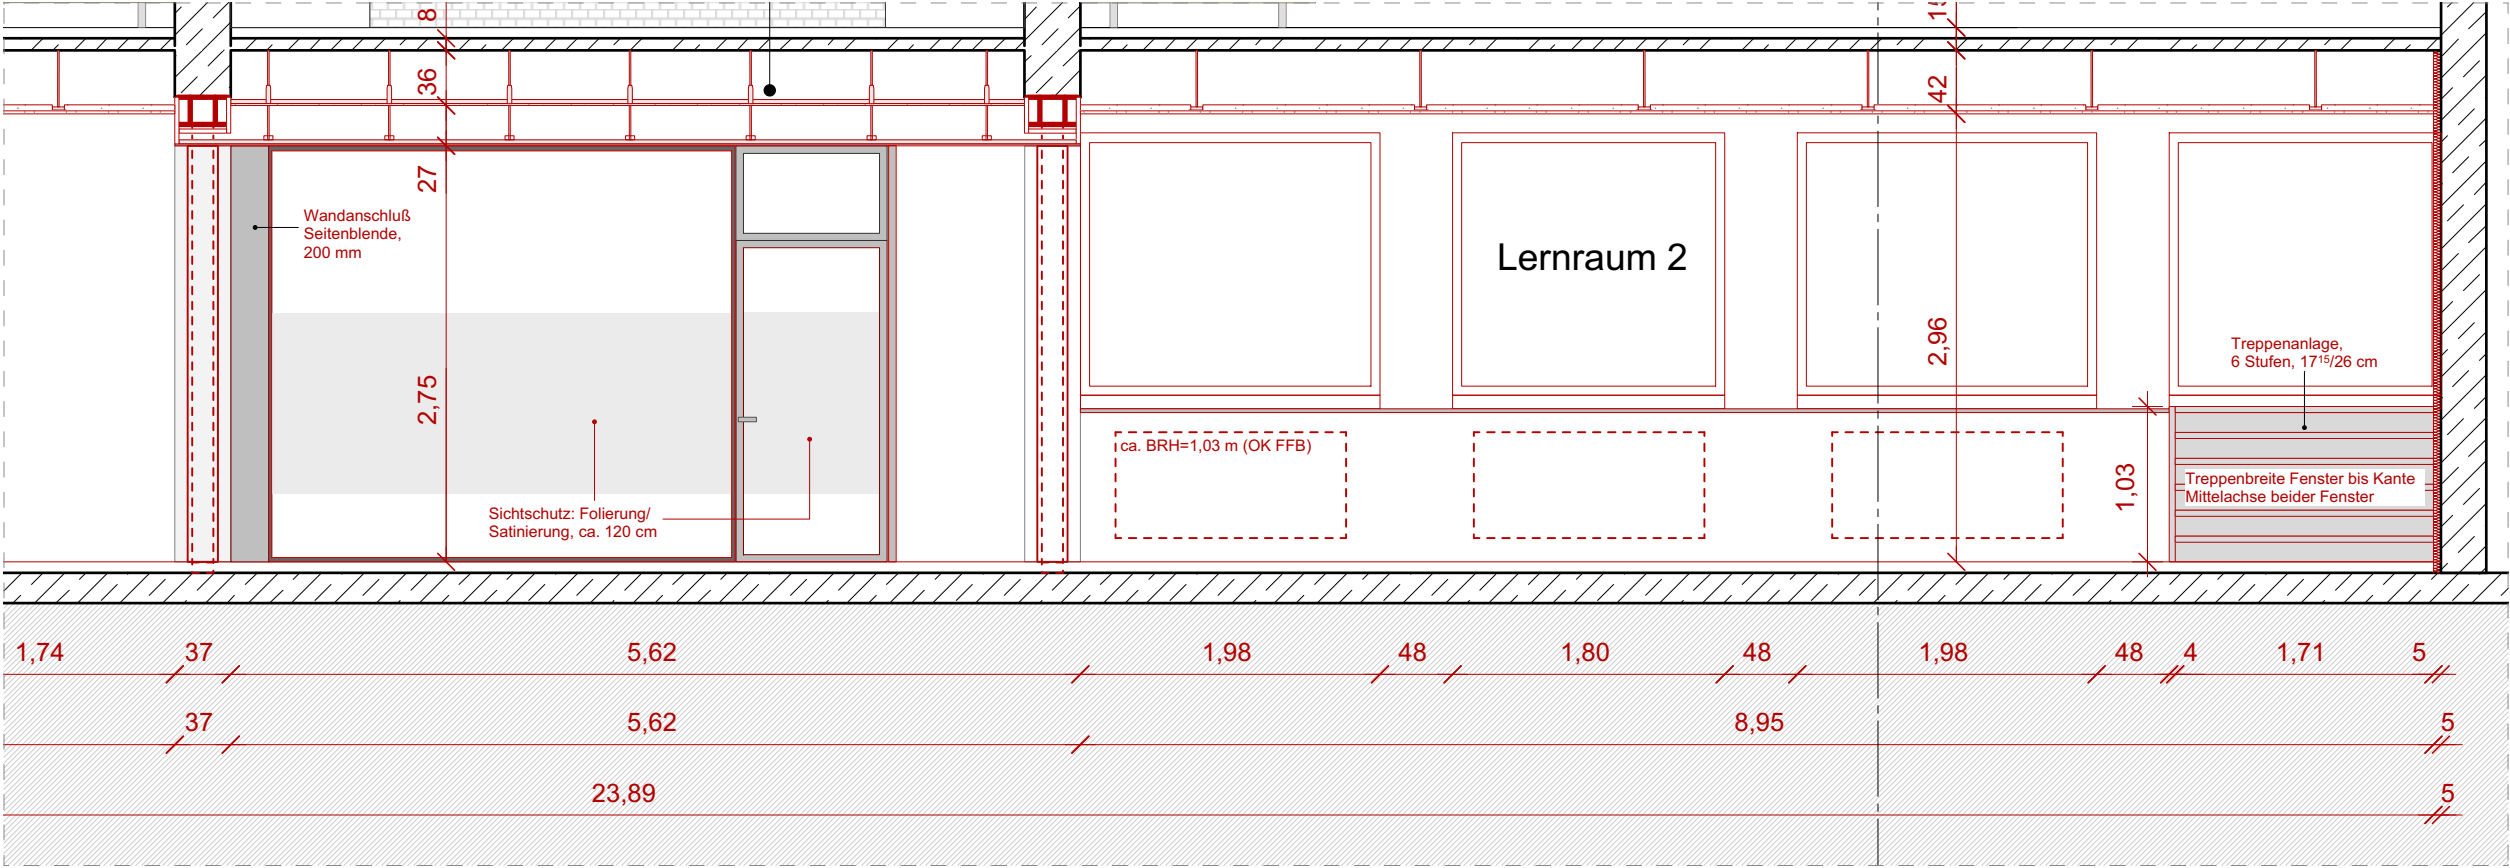 8
15
36
42
27
Wandanschluß
Seitenblende,
200 mm
Lernraum 2
2,96
Treppenanlage,
6 Stufen, 17¹⁵/26 cm
2,75
ca. BRH=1,03 m (OK FFB)
1,03
Treppenbreite Fenster bis Kante
Mittelachse beider Fenster
Sichtschutz: Folierung/
Satinierung, ca. 120 cm
1,74 37 5,62 1,98 48 1,80 48 1,98 48 4 1,71 5
37 5,62 8,95 5
23,89 5